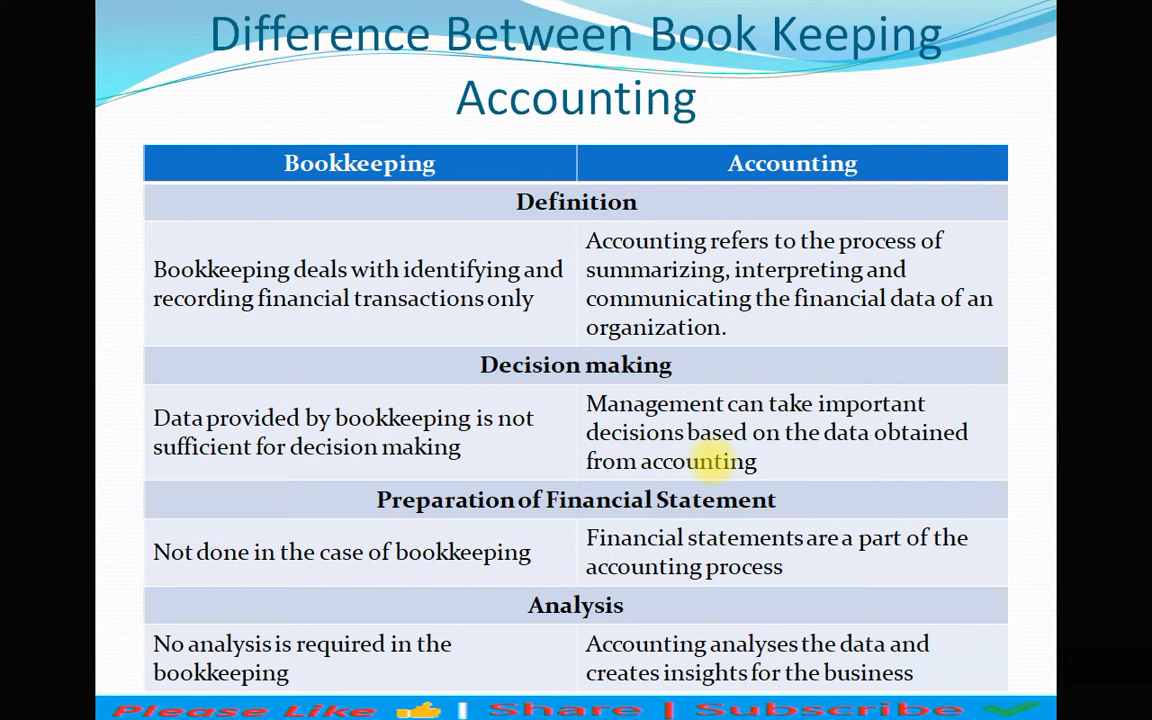 Difference Between Book Keeping
Accounting
Bookkeeping
Accounting
Definition
Bookkeeping deals with identifying and
recording financial transactions only
Accounting refers to the process of
summarizing, interpreting and
communicating the financial data of an
organization.
Decision making
Data provided by bookkeeping is not
sufficient for decision making
Management can take important
decisions based on the data obtained
from accounting
Preparation of Financial Statement
Not done in the case of bookkeeping
Financial statements are a part of the
accounting process
Analysis
No analysis is required in the
bookkeeping
Accounting analyses the data and
creates insights for the business
Please Like | Share | Subscribe